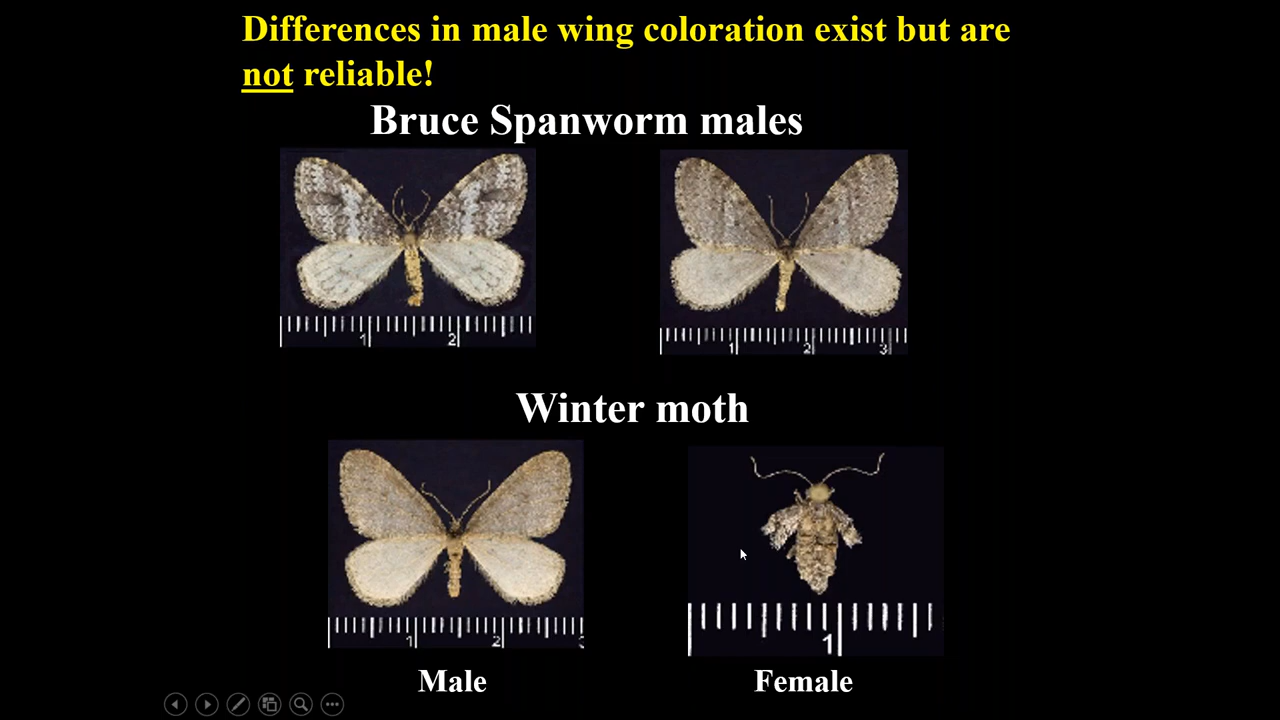 Differences in male wing coloration exist but are
not reliable!
Bruce Spanworm males
1 2
1 2 3
Winter moth
1 2
1
Male Female